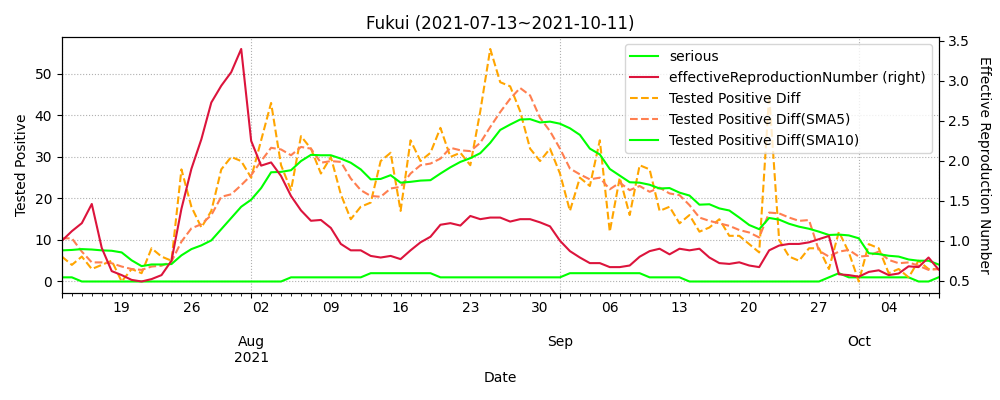 Fukui (2021-07-13~2021-10-11)
serious
effectiveReproductionNumber (right)
Tested Positive Diff
Tested Positive Diff(SMA5)
Tested Positive Diff(SMA10)
Tested Positive
50
40
30
20
10
0
Effective Reproduction Number
3.5
3.0
2.5
2.0
1.5
1.0
0.5
19 26 02 09 16 23 30 06 13 20 27 04
Aug Sep Oct
2021
Date